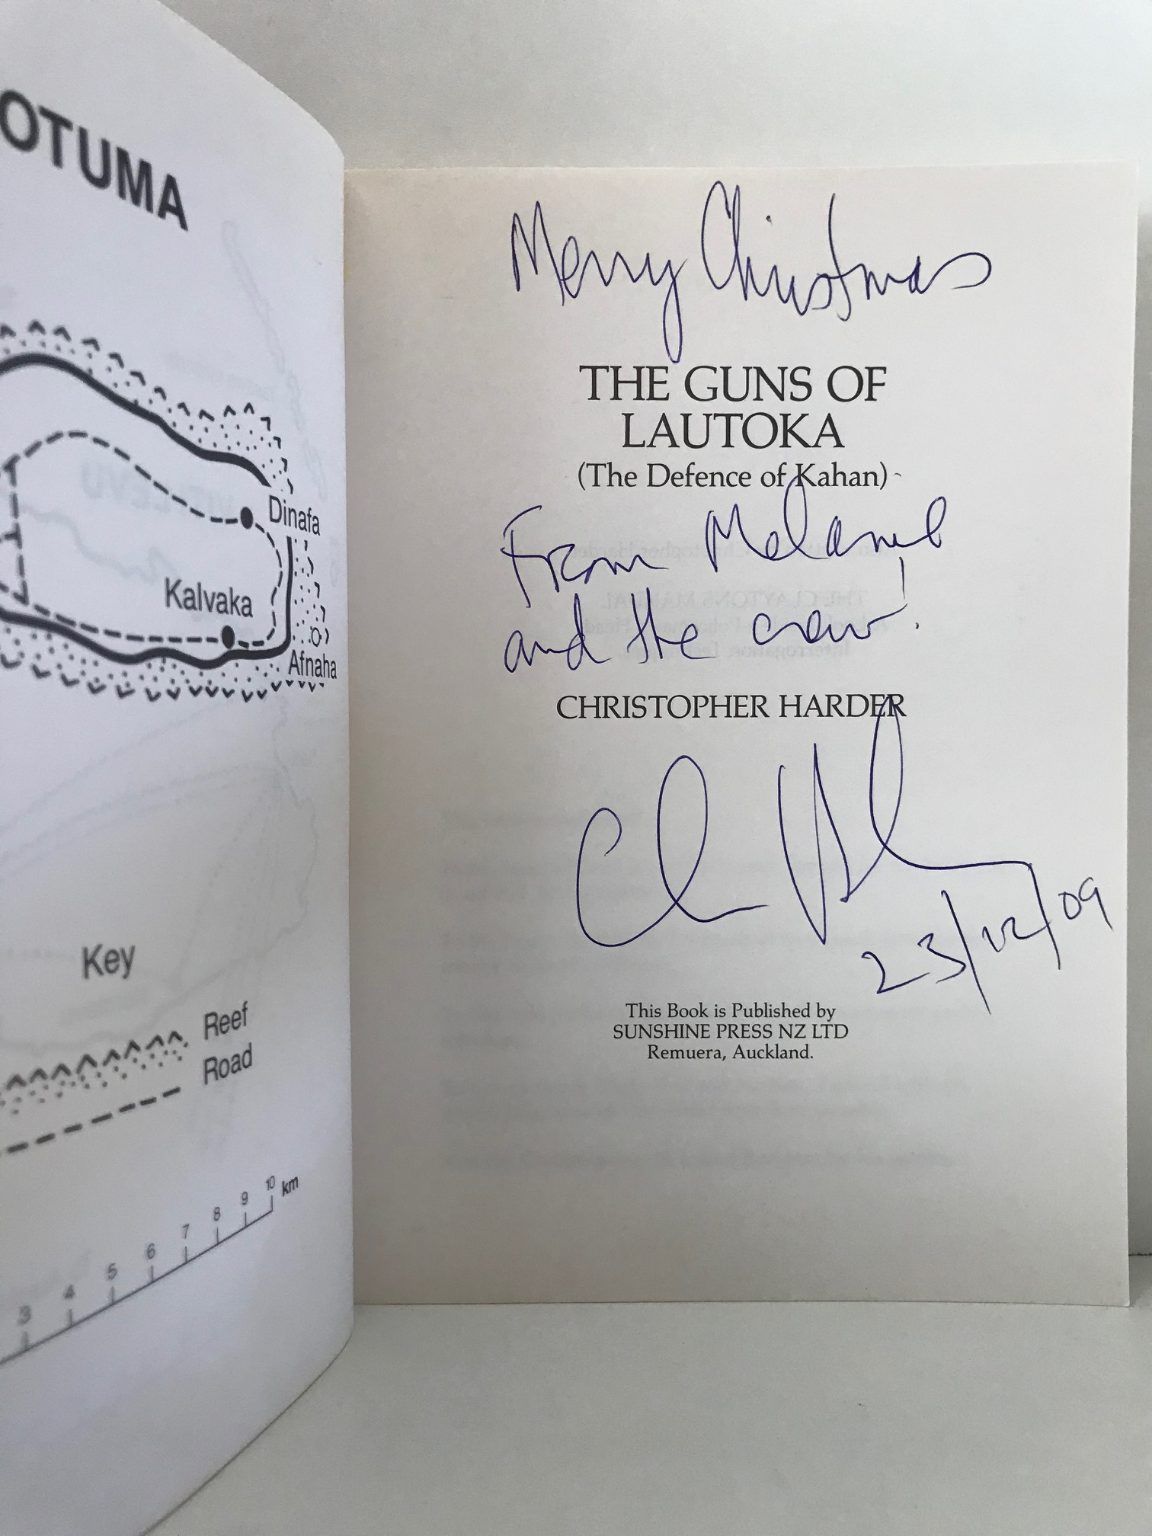 OTUMA
Dinafa
Kalvaka
Afnaha
Key
Reef
Road
3 4 5 6 7 8 9 10 km
Merry Christmas
THE GUNS OF
LAUTOKA
(The Defence of Kahan)
From Melanie
and the crew!
CHRISTOPHER HARDER
23/12/09
This Book is Published by
SUNSHINE PRESS NZ LTD
Remuera, Auckland.